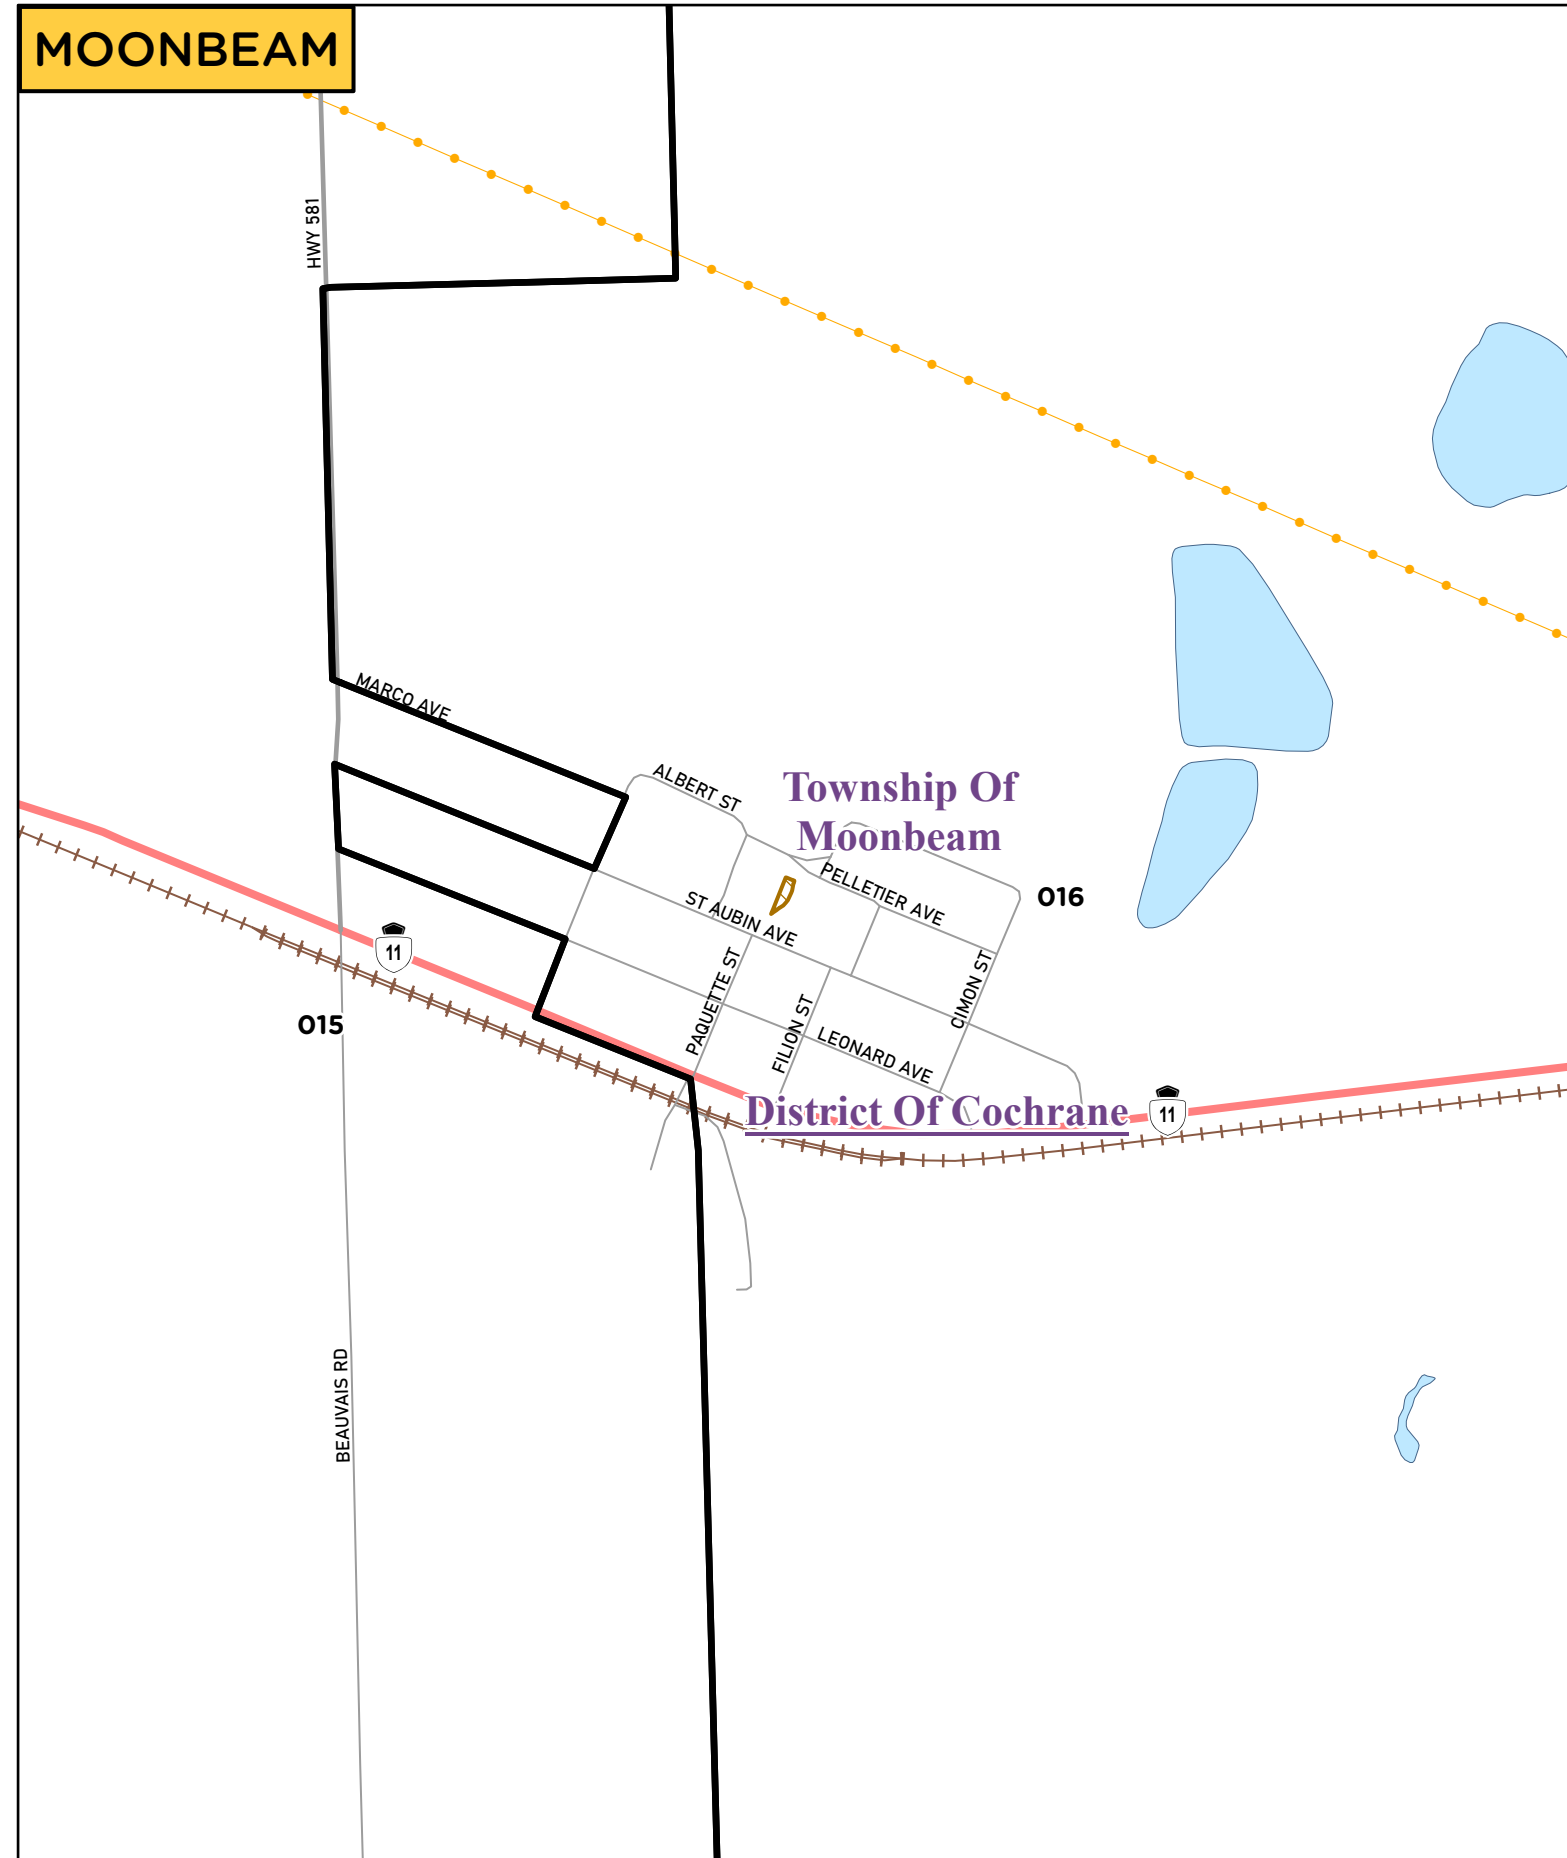 MOONBEAM
HWY 581
MARCO AVE
ALBERT ST
Township Of
Moonbeam
PELLETIER AVE
016
ST AUBIN AVE
11
PAQUETTE ST
CIMON ST
FILION ST
015
LEONARD AVE
District Of Cochrane
11
BEAUVAIS RD